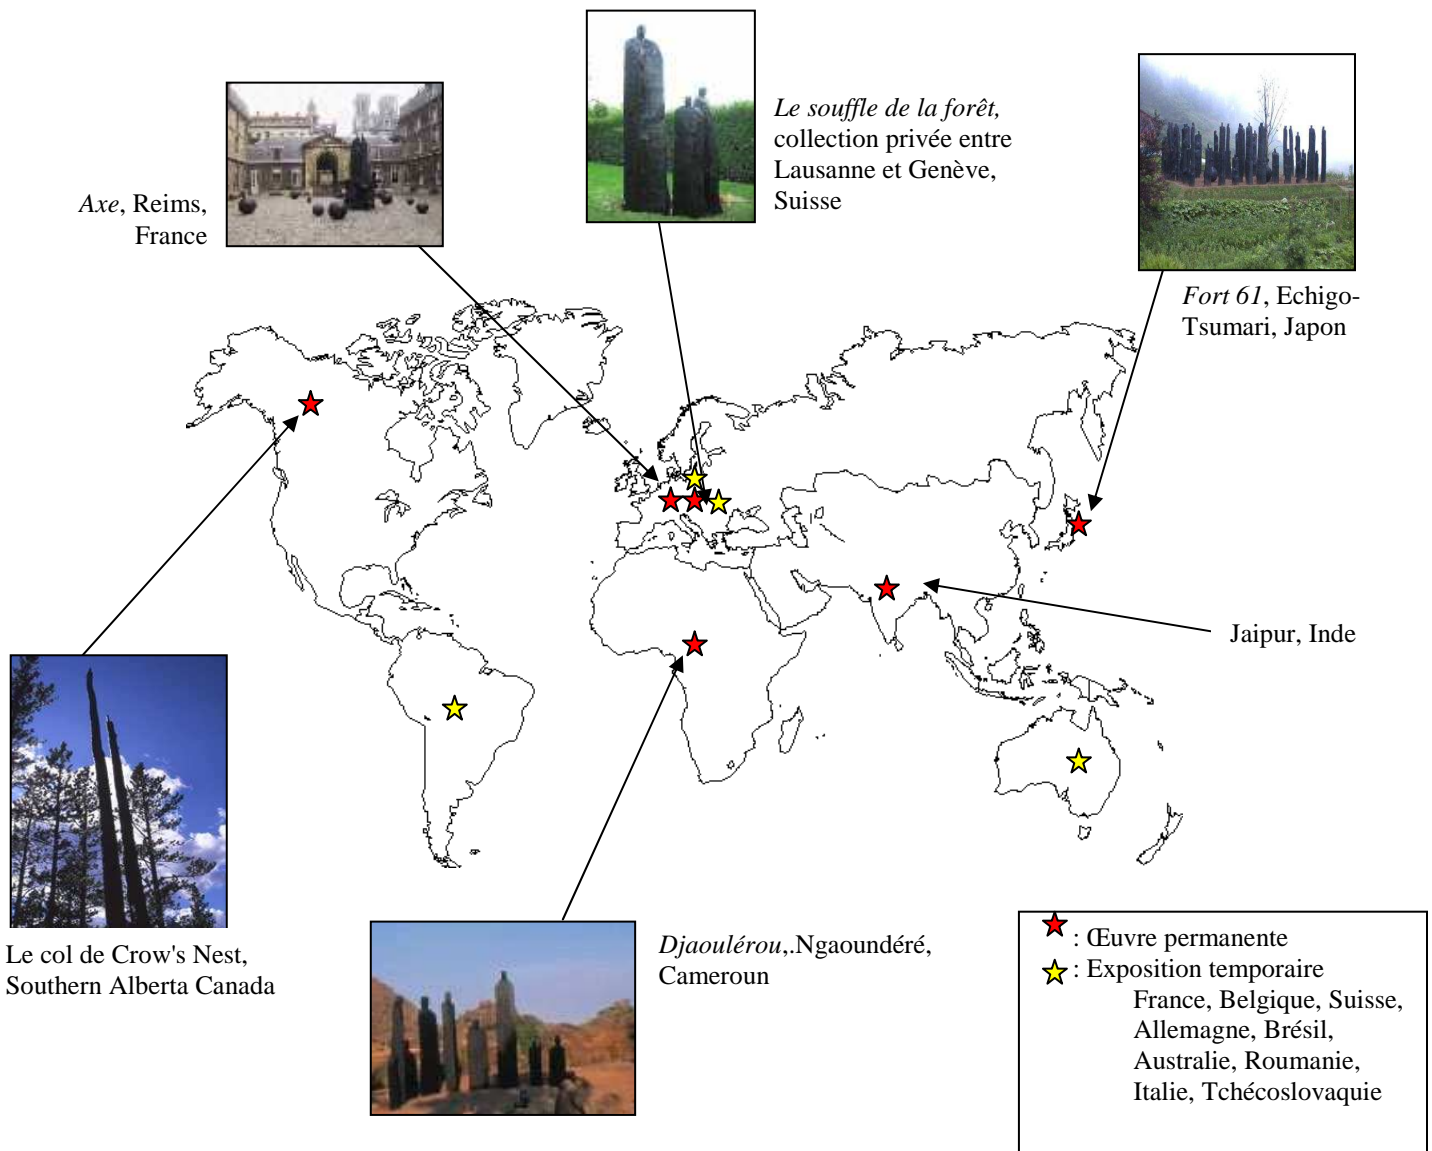 Le souffle de la forêt,
collection privée entre
Lausanne et Genève,
Suisse
Axe, Reims,
France
Fort 61, Echigo-
Tsumari, Japon
Jaipur, Inde
Le col de Crow's Nest,
Southern Alberta Canada
Djaoulérou,.Ngaoundéré,
Cameroun
: Œuvre permanente
: Exposition temporaire
France, Belgique, Suisse,
Allemagne, Brésil,
Australie, Roumanie,
Italie, Tchécoslovaquie